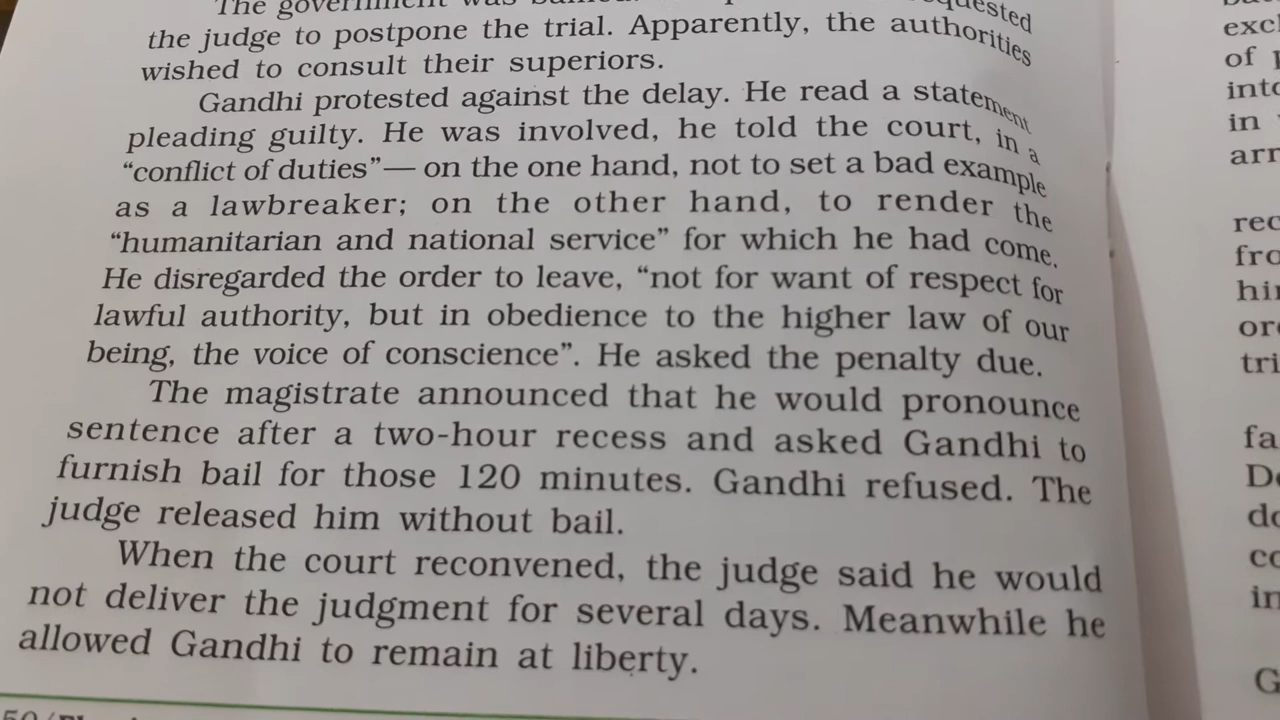 The government was
requested
the judge to postpone the trial. Apparently, the authorities
wished to consult their superiors.
Gandhi protested against the delay. He read a statement
pleading guilty. He was involved, he told the court, in a
“conflict of duties”— on the one hand, not to set a bad example
as a lawbreaker; on the other hand, to render the
“humanitarian and national service” for which he had come.
He disregarded the order to leave, “not for want of respect for
lawful authority, but in obedience to the higher law of our
being, the voice of conscience”. He asked the penalty due.
The magistrate announced that he would pronounce
sentence after a two-hour recess and asked Gandhi to
furnish bail for those 120 minutes. Gandhi refused. The
judge released him without bail.
When the court reconvened, the judge said he would
not deliver the judgment for several days. Meanwhile he
allowed Gandhi to remain at liberty.
of
in